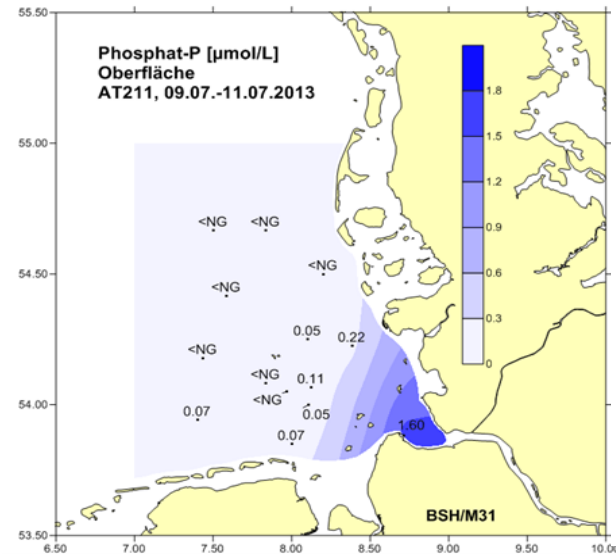 55.50
Phosphat-P [µmol/L]
Oberfläche
AT211, 09.07.-11.07.2013
1.8
1.5
55.00
1.2
0.9
<NG <NG
0.6
<NG
54.50
0.3
<NG
0
0.05
0.22
<NG
<NG
0.11
<NG
54.00
0.07
0.05
1.60
0.07
BSH/M31
53.50
6.50 7.00 7.50 8.00 8.50 9.00 9.50 10.00